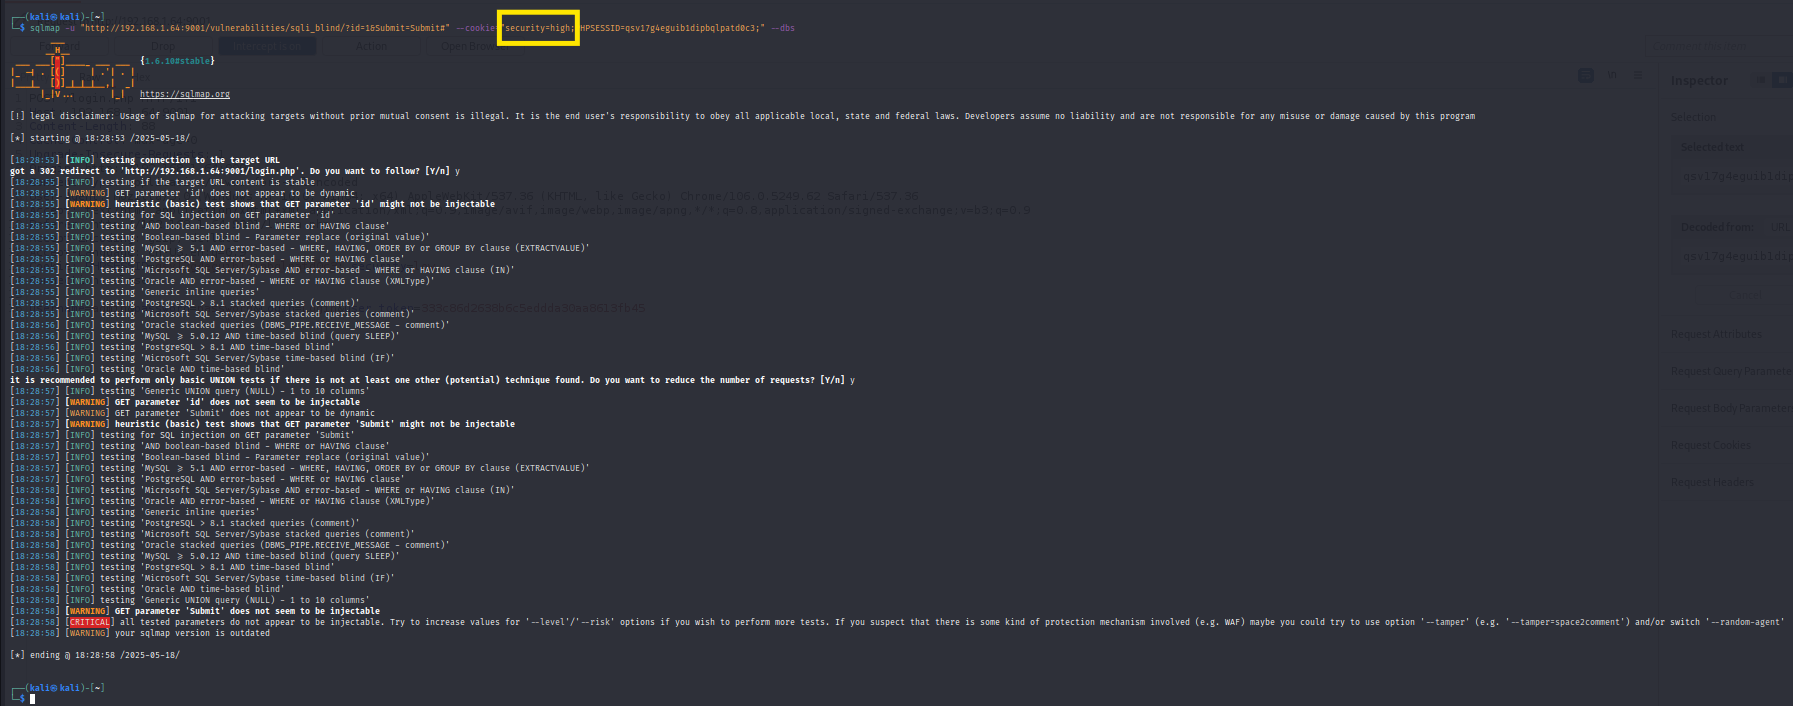 ┌──(kali㉿kali)-[~]
└─$ sqlmap -u "http://192.168.1.64:9001/vulnerabilities/sqli_blind/?id=1&Submit=Submit#" --cookie "security=high; HPSESSID=qsv17g4eguib1dipbqlpatd0c3;" --dbs
Drop
Action
Open Brow
{1.6.10#stable}
https://sqlmap.org
Inspector
[!] legal disclaimer: Usage of sqlmap for attacking targets without prior mutual consent is illegal. It is the end user's responsibility to obey all applicable local, state and federal laws. Developers assume no liability and are not responsible for any misuse or damage caused by this program
Selection
[*] starting @ 18:28:53 /2025-05-18/
Selected text
[18:28:53] [INFO] testing connection to the target URL
got a 302 redirect to 'http://192.168.1.64:9001/login.php'. Do you want to follow? [Y/n] y
qsv17g4eguib1dip
[18:28:55] [INFO] testing if the target URL content is stable
[18:28:55] [WARNING] GET parameter 'id' does not appear to be dynamic
[18:28:55] [WARNING] heuristic (basic) test shows that GET parameter 'id' might not be injectable
[18:28:55] [INFO] testing for SQL injection on GET parameter 'id'
[18:28:55] [INFO] testing 'AND boolean-based blind - WHERE or HAVING clause'
Decoded from: URL
[18:28:55] [INFO] testing 'Boolean-based blind - Parameter replace (original value)'
[18:28:55] [INFO] testing 'MySQL ≥ 5.1 AND error-based - WHERE, HAVING, ORDER BY or GROUP BY clause (EXTRACTVALUE)'
qsv17g4eguib1dip
[18:28:55] [INFO] testing 'PostgreSQL AND error-based - WHERE or HAVING clause'
[18:28:55] [INFO] testing 'Microsoft SQL Server/Sybase AND error-based - WHERE or HAVING clause (IN)'
[18:28:55] [INFO] testing 'Oracle AND error-based - WHERE or HAVING clause (XMLType)'
[18:28:55] [INFO] testing 'Generic inline queries'
[18:28:55] [INFO] testing 'PostgreSQL > 8.1 stacked queries (comment)'
[18:28:55] [INFO] testing 'Microsoft SQL Server/Sybase stacked queries (comment)'
[18:28:56] [INFO] testing 'Oracle stacked queries (DBMS_PIPE.RECEIVE_MESSAGE - comment)'
[18:28:56] [INFO] testing 'MySQL ≥ 5.0.12 AND time-based blind (query SLEEP)'
Request Attributes
[18:28:56] [INFO] testing 'PostgreSQL > 8.1 AND time-based blind'
[18:28:56] [INFO] testing 'Microsoft SQL Server/Sybase time-based blind (IF)'
[18:28:56] [INFO] testing 'Oracle AND time-based blind'
Request Query Paramete
it is recommended to perform only basic UNION tests if there is not at least one other (potential) technique found. Do you want to reduce the number of requests? [Y/n] y
[18:28:57] [INFO] testing 'Generic UNION query (NULL) - 1 to 10 columns'
[18:28:57] [WARNING] GET parameter 'id' does not seem to be injectable
Request Body Parameter
[18:28:57] [WARNING] GET parameter 'Submit' does not appear to be dynamic
[18:28:57] [WARNING] heuristic (basic) test shows that GET parameter 'Submit' might not be injectable
[18:28:57] [INFO] testing for SQL injection on GET parameter 'Submit'
[18:28:57] [INFO] testing 'AND boolean-based blind - WHERE or HAVING clause'
Request Cookies
[18:28:57] [INFO] testing 'Boolean-based blind - Parameter replace (original value)'
[18:28:57] [INFO] testing 'MySQL ≥ 5.1 AND error-based - WHERE, HAVING, ORDER BY or GROUP BY clause (EXTRACTVALUE)'
[18:28:57] [INFO] testing 'PostgreSQL AND error-based - WHERE or HAVING clause'
Request Headers
[18:28:58] [INFO] testing 'Microsoft SQL Server/Sybase AND error-based - WHERE or HAVING clause (IN)'
[18:28:58] [INFO] testing 'Oracle AND error-based - WHERE or HAVING clause (XMLType)'
[18:28:58] [INFO] testing 'Generic inline queries'
[18:28:58] [INFO] testing 'PostgreSQL > 8.1 stacked queries (comment)'
[18:28:58] [INFO] testing 'Microsoft SQL Server/Sybase stacked queries (comment)'
[18:28:58] [INFO] testing 'Oracle stacked queries (DBMS_PIPE.RECEIVE_MESSAGE - comment)'
[18:28:58] [INFO] testing 'MySQL ≥ 5.0.12 AND time-based blind (query SLEEP)'
[18:28:58] [INFO] testing 'PostgreSQL > 8.1 AND time-based blind'
[18:28:58] [INFO] testing 'Microsoft SQL Server/Sybase time-based blind (IF)'
[18:28:58] [INFO] testing 'Oracle AND time-based blind'
[18:28:58] [INFO] testing 'Generic UNION query (NULL) - 1 to 10 columns'
[18:28:58] [WARNING] GET parameter 'Submit' does not seem to be injectable
[18:28:58] [CRITICAL] all tested parameters do not appear to be injectable. Try to increase values for '--level'/'--risk' options if you wish to perform more tests. If you suspect that there is some kind of protection mechanism involved (e.g. WAF) maybe you could try to use option '--tamper' (e.g. '--tamper=space2comment') and/or switch '--random-agent'
[18:28:58] [WARNING] your sqlmap version is outdated
[*] ending @ 18:28:58 /2025-05-18/
┌──(kali㉿kali)-[~]
└─$